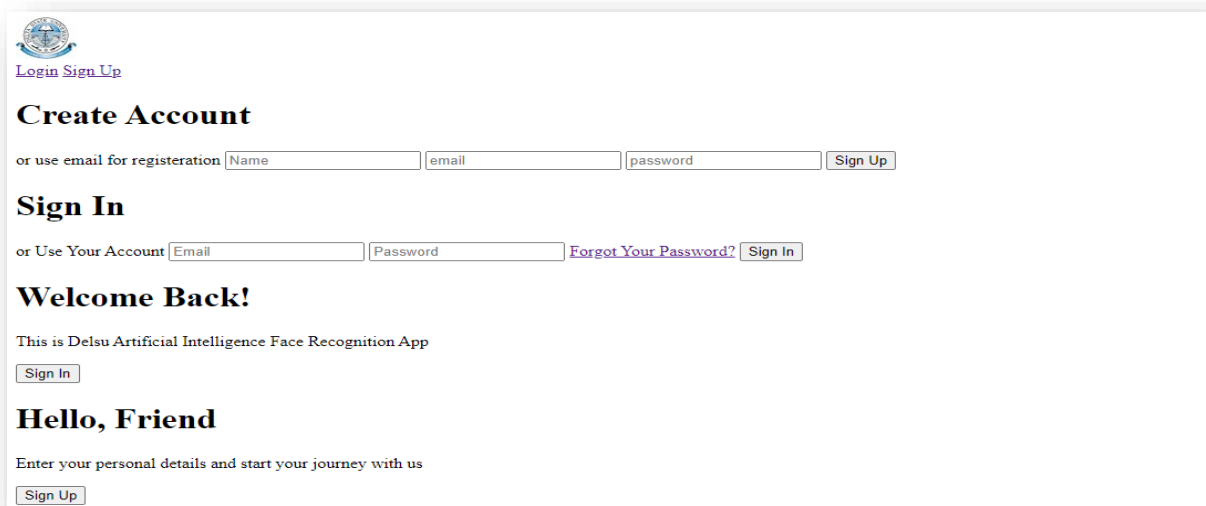 Login Sign Up
Create Account
or use email for registeration Name email password Sign Up
Sign In
or Use Your Account Email Password Forgot Your Password? Sign In
Welcome Back!
This is Delsu Artificial Intelligence Face Recognition App
Sign In
Hello, Friend
Enter your personal details and start your journey with us
Sign Up